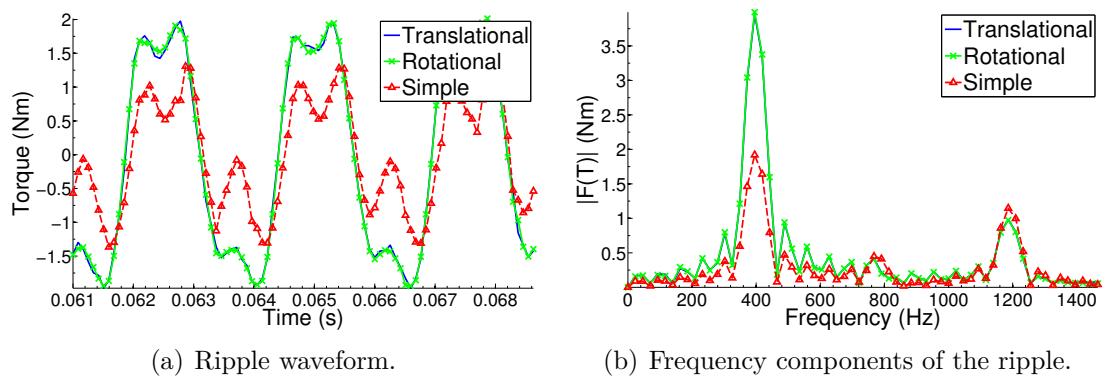 2
1.5
1
0.5
0
−0.5
−1
−1.5
Torque (Nm)
0.061
0.062
0.063
0.064
0.065
0.066
0.067
0.068
Time (s)
Translational
Rotational
Simple
(a) Ripple waveform.
3.5
3
2.5
2
1.5
1
0.5
|F(T)| (Nm)
0
200
400
600
800
1000
1200
1400
Frequency (Hz)
Translational
Rotational
Simple
(b) Frequency components of the ripple.